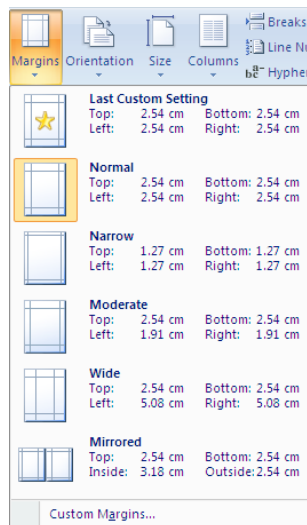 Breaks
Line Nu
Margins Orientation Size Columns
bc Hypher
Last Custom Setting
Top: 2.54 cm Bottom: 2.54 cm
Left: 2.54 cm Right: 2.54 cm
Normal
Top: 2.54 cm Bottom: 2.54 cm
Left: 2.54 cm Right: 2.54 cm
Narrow
Top: 1.27 cm Bottom: 1.27 cm
Left: 1.27 cm Right: 1.27 cm
Moderate
Top: 2.54 cm Bottom: 2.54 cm
Left: 1.91 cm Right: 1.91 cm
Wide
Top: 2.54 cm Bottom: 2.54 cm
Left: 5.08 cm Right: 5.08 cm
Mirrored
Top: 2.54 cm Bottom: 2.54 cm
Inside: 3.18 cm Outside: 2.54 cm
Custom Margins...